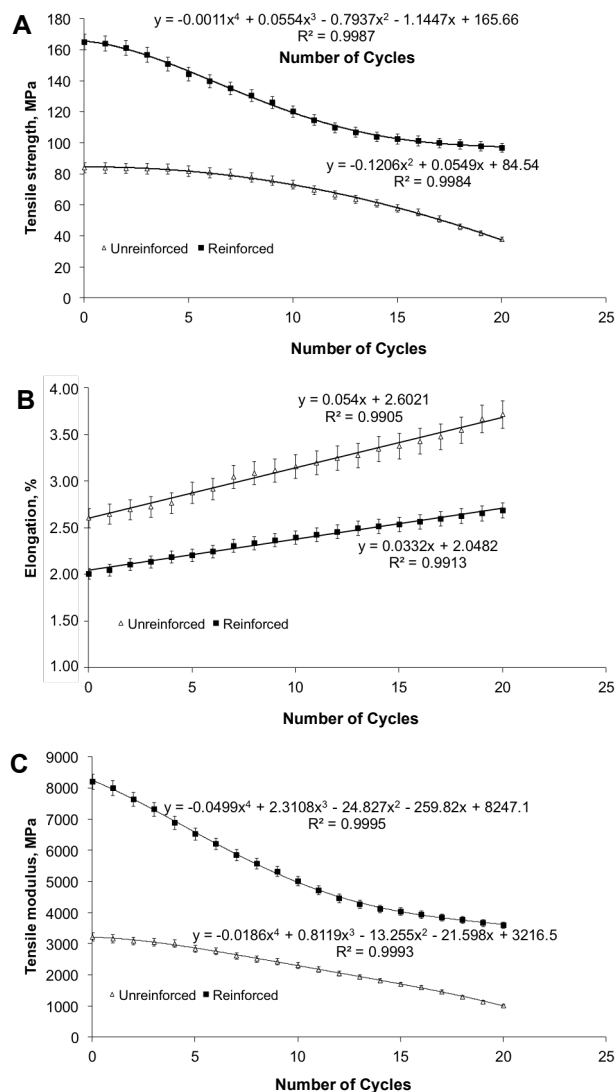 A
y = -0.0011x⁴ + 0.0554x³ - 0.7937x² - 1.1447x + 165.66
R² = 0.9987
Number of Cycles
180
160
140
120
100
80
60
40
20
0
Tensile strength, MPa
y = -0.1206x² + 0.0549x + 84.54
R² = 0.9984
Unreinforced Reinforced
0 5 10 15 20 25
Number of Cycles
B
4.00
3.50
3.00
2.50
2.00
1.50
1.00
Elongation, %
y = 0.054x + 2.6021
R² = 0.9905
y = 0.0332x + 2.0482
R² = 0.9913
Unreinforced Reinforced
0 5 10 15 20 25
Number of Cycles
C
9000
8000
7000
6000
5000
4000
3000
2000
1000
0
Tensile modulus, MPa
y = -0.0499x⁴ + 2.3108x³ - 24.827x² - 259.82x + 8247.1
R² = 0.9995
y = -0.0186x⁴ + 0.8119x³ - 13.255x² - 21.598x + 3216.5
R² = 0.9993
Unreinforced Reinforced
0 5 10 15 20 25
Number of Cycles